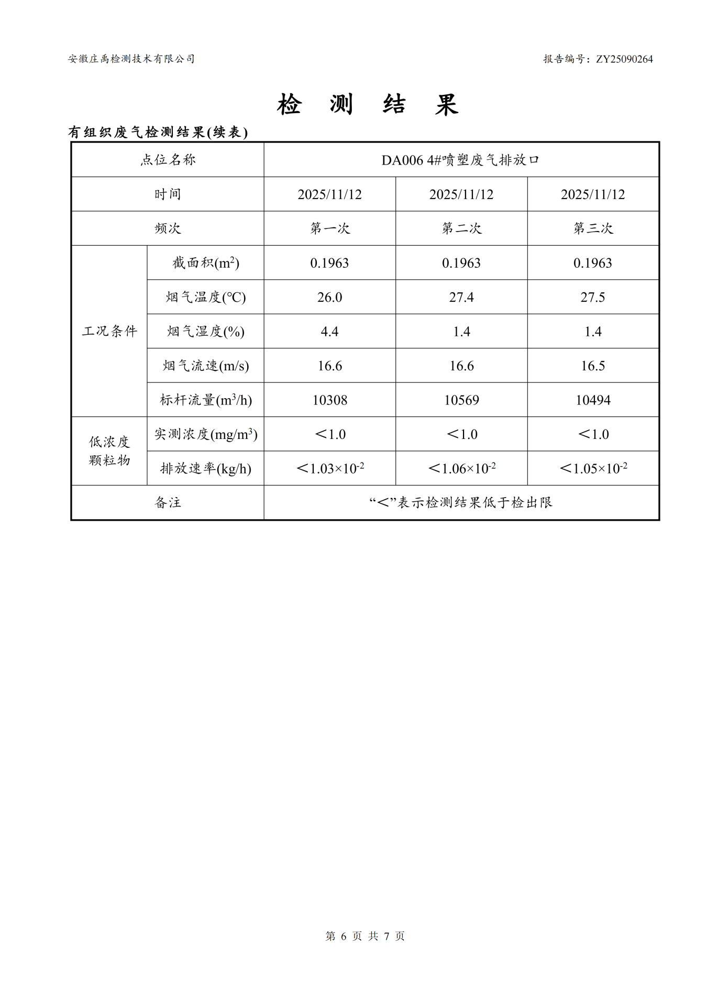 安徽庄禹检测技术有限公司 报告编号：ZY25090264
检 测 结 果
有组织废气检测结果(续表)
点位名称 DA006 4#喷塑废气排放口
时间 2025/11/12 2025/11/12 2025/11/12
频次 第一次 第二次 第三次
工况条件
截面积(m²) 0.1963 0.1963 0.1963
烟气温度(℃) 26.0 27.4 27.5
烟气湿度(%) 4.4 1.4 1.4
烟气流速(m/s) 16.6 16.6 16.5
标杆流量(m³/h) 10308 10569 10494
低浓度
颗粒物
实测浓度(mg/m³) ＜1.0 ＜1.0 ＜1.0
排放速率(kg/h) ＜1.03×10⁻² ＜1.06×10⁻² ＜1.05×10⁻²
备注 “＜”表示检测结果低于检出限
第 6 页 共 7 页